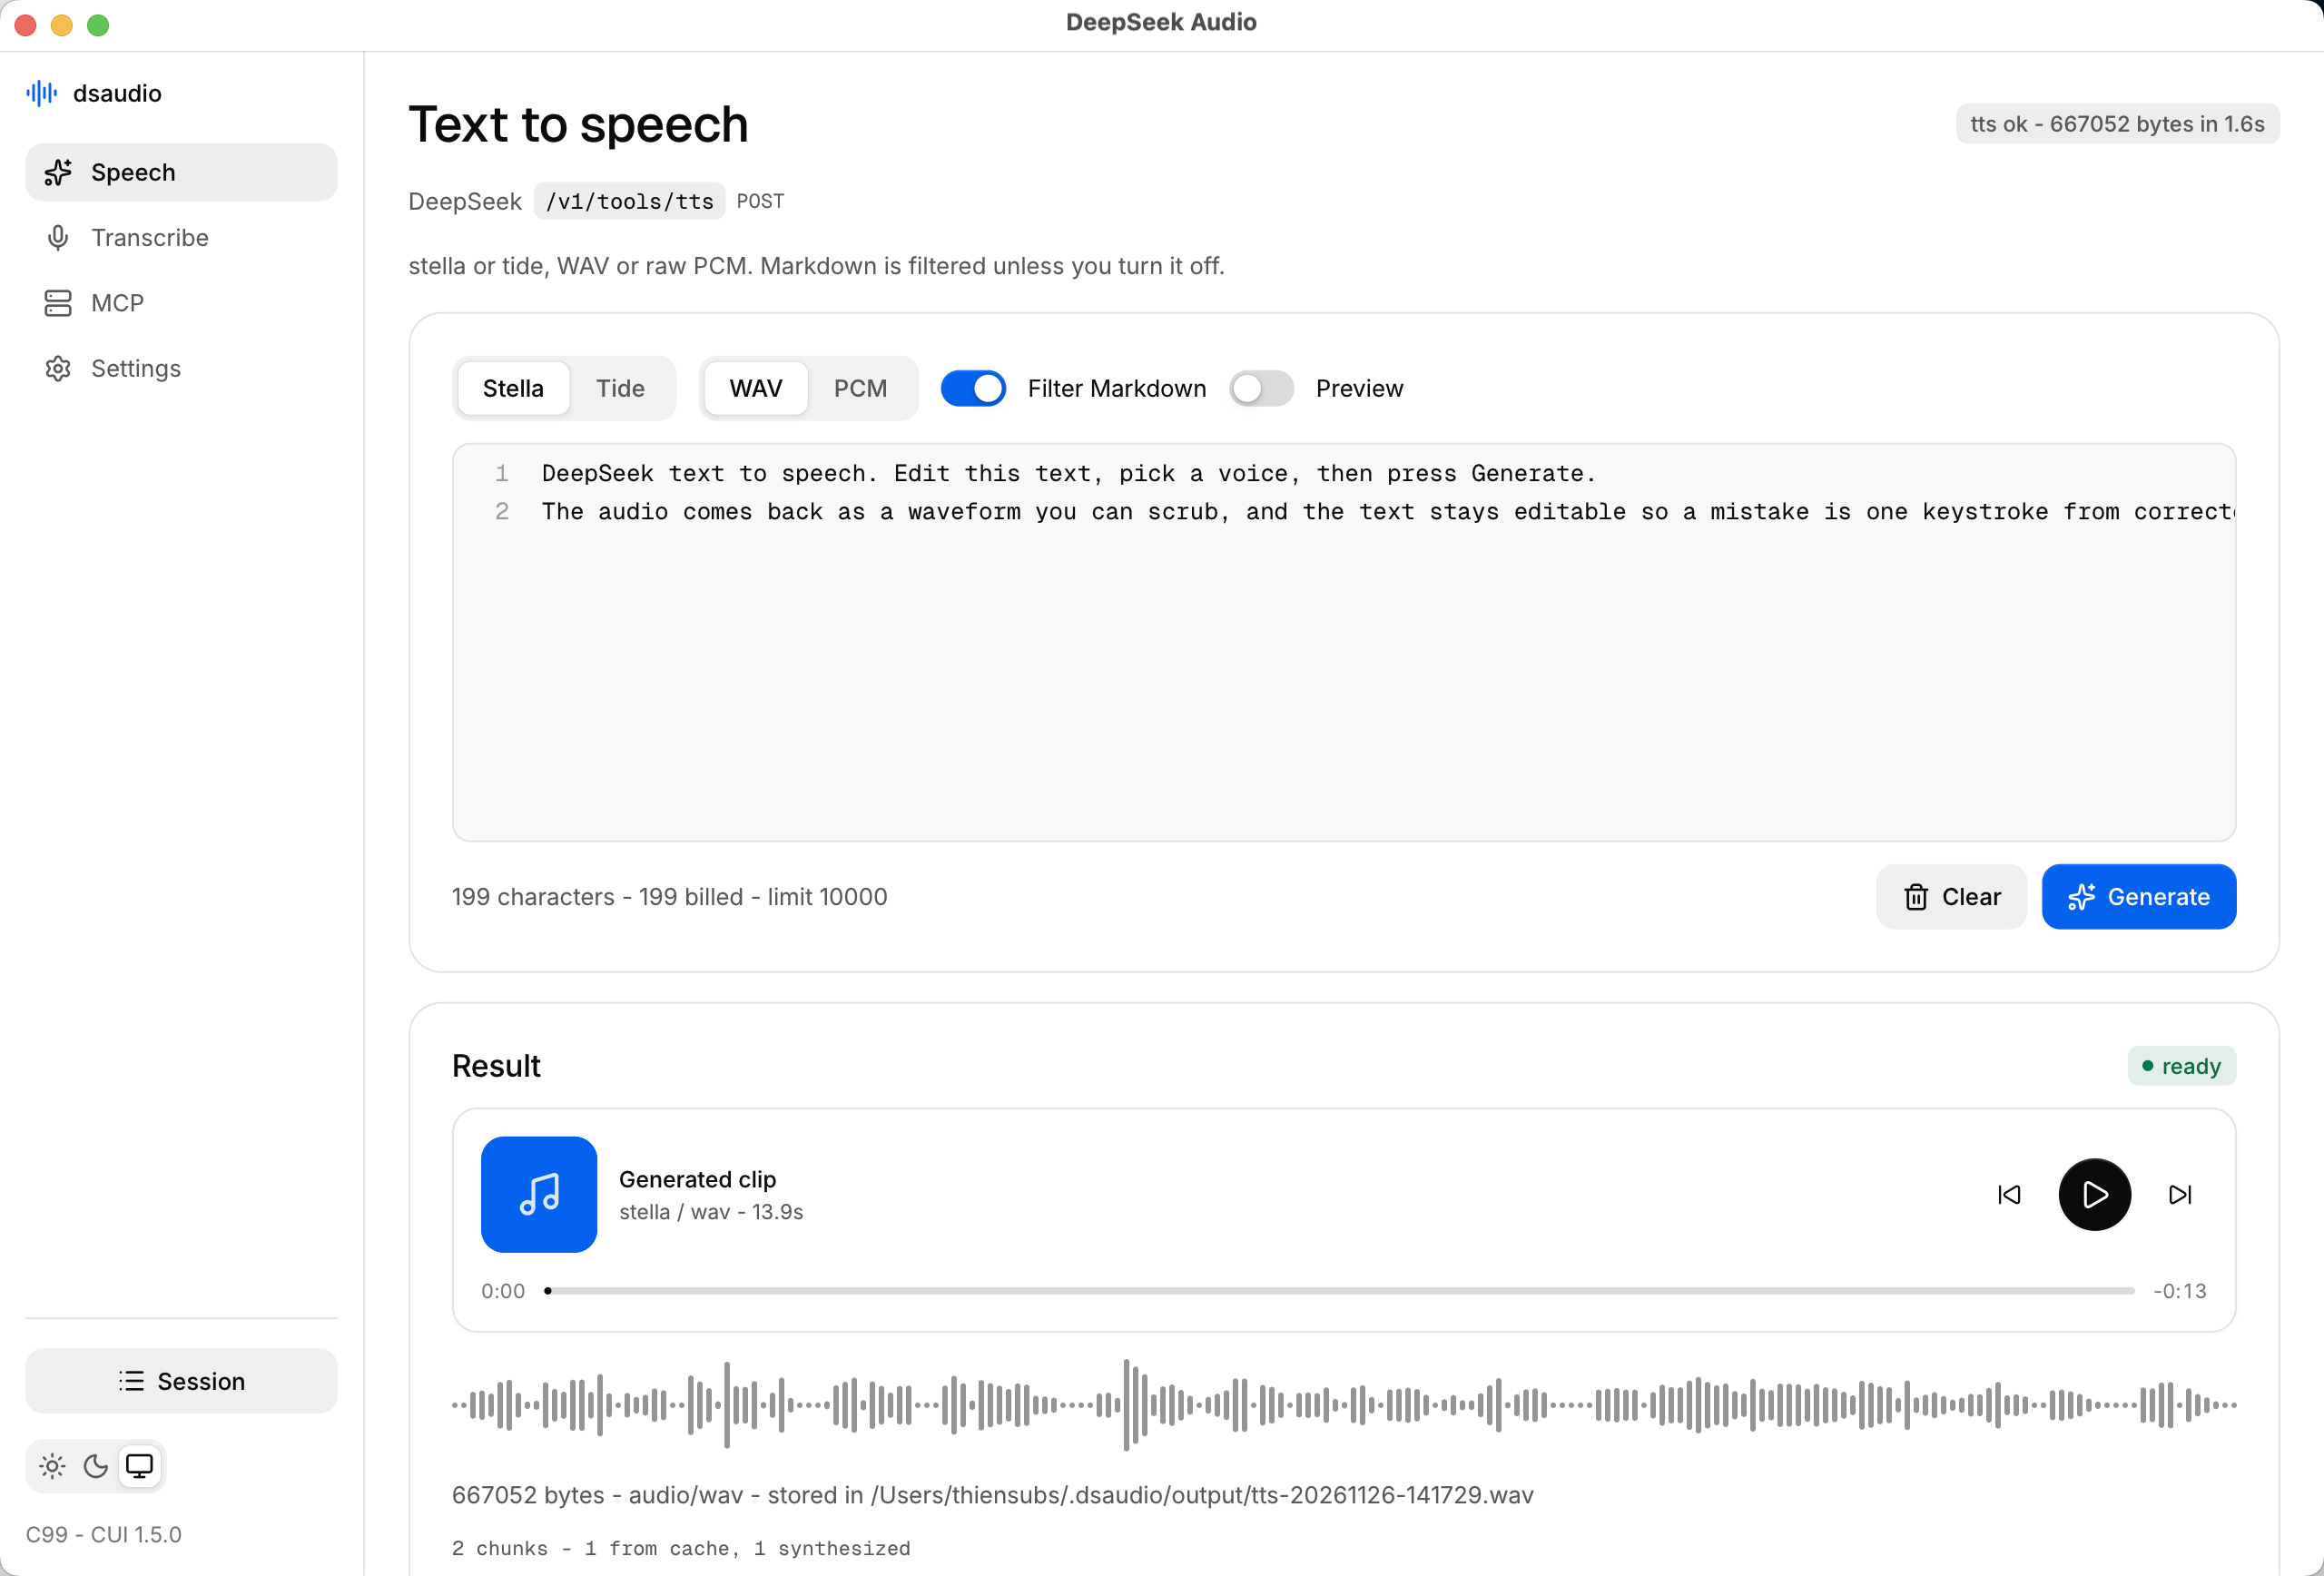 DeepSeek Audio
dsaudio
Speech
Transcribe
MCP
Settings
Session
C99 - CUI 1.5.0
Text to speech
tts ok - 667052 bytes in 1.6s
DeepSeek /v1/tools/tts POST
stella or tide, WAV or raw PCM. Markdown is filtered unless you turn it off.
Stella Tide WAV PCM Filter Markdown Preview
1 DeepSeek text to speech. Edit this text, pick a voice, then press Generate.
2 The audio comes back as a waveform you can scrub, and the text stays editable so a mistake is one keystroke from
199 characters - 199 billed - limit 10000
Clear Generate
Result
ready
Generated clip
stella / wav - 13.9s
0:00 -0:13
667052 bytes - audio/wav - stored in /Users/thiensubs/.dsaudio/output/tts-20261126-141729.wav
2 chunks - 1 from cache, 1 synthesized